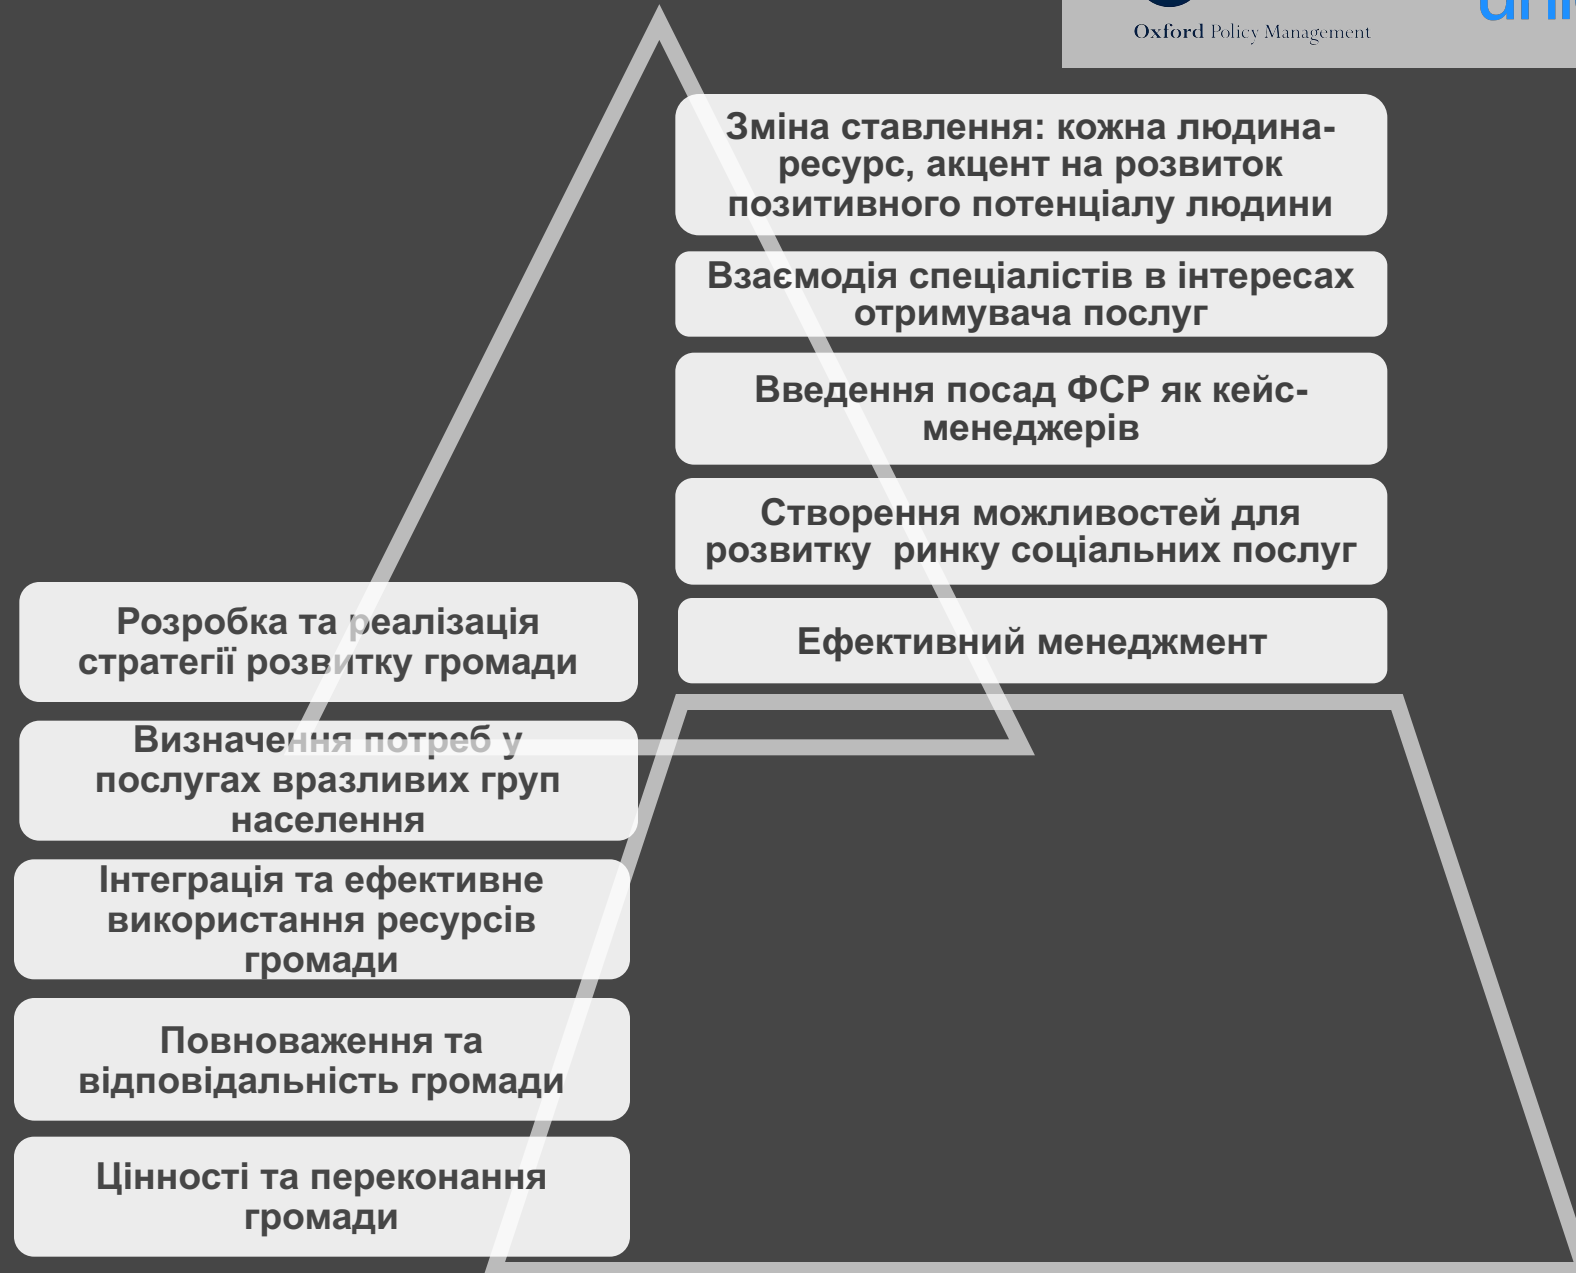 Oxford Policy Management
Зміна ставлення: кожна людина-
ресурс, акцент на розвиток
позитивного потенціалу людини
Взаємодія спеціалістів в інтересах
отримувача послуг
Введення посад ФСР як кейс-
менеджерів
Створення можливостей для
розвитку ринку соціальних послуг
Ефективний менеджмент
Розробка та реалізація
стратегії розвитку громади
Визначення потреб у
послугах вразливих груп
населення
Інтеграція та ефективне
використання ресурсів
громади
Повноваження та
відповідальність громади
Цінності та переконання
громади